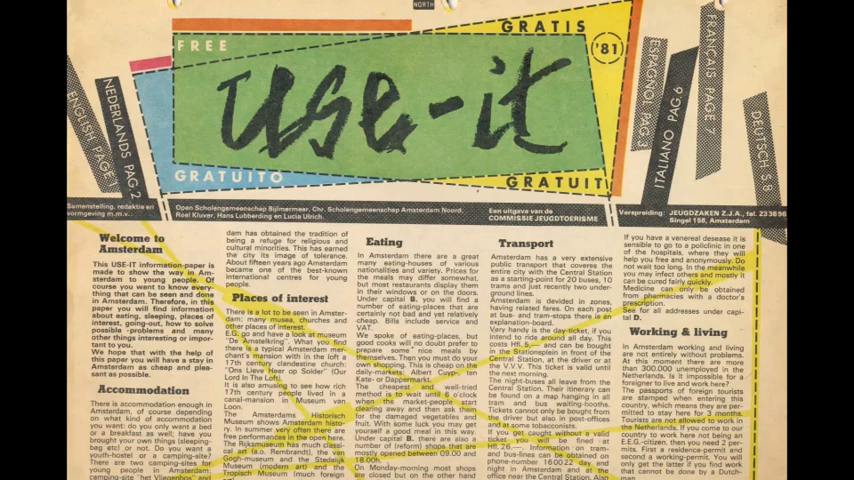 NORTH
FREE
GRATIS
'81
use-it
GRATUITO
GRATUIT
ENGLISH PAGE
NEDERLANDS PAG. 2
ESPAGNOL PAG. 3
ITALIANO PAG. 6
FRANÇAIS PAGE 7
DEUTSCH S. 8
Samenstelling, redaktie en
vormgeving m.m.v.
Open Scholengemeenschap Bijlmermeer, Chr. Scholengemeenschap Amsterdam Noord,
Roel Kluver, Hans Lubberding en Lucia Ulrich.
Een uitgave van de
COMMISSIE JEUGDTOERISME
Verspreiding: JEUGDZAKEN Z.J.A., tel. 233696
Singel 158, Amsterdam
Welcome to
Amsterdam
This USE-IT information-paper is
made to show the way in Am-
sterdam to young people. Of
course you want to know every-
thing that can be seen and done
in Amsterdam. Therefore, in this
paper you will find information
about eating, sleeping, places of
interest, going-out, how to solve
possible problems and many
other things interesting or impor-
tant to you.
We hope that with the help of
this paper you will have a stay in
Amsterdam as cheap and plea-
sant as possible.
Accommodation
There is accommodation enough
in Amsterdam, of course depending
on what kind of accommodation
you want: do you only want a bed
or a breakfast as well; have you
brought your own things (sleeping-
bag etc) or not. Do you want a
youth-hostel or a camping-site?
There are two camping-sites for
young people in Amsterdam:
camping-site "het Vliegenbos" and
dam has obtained the tradition of
being a refuge for religious and
cultural minorities. This has earned
the city its image of tolerance.
About fifteen years ago Amsterdam
became one of the best-known
international centres for young
people.
Places of interest
There is a lot to be seen in Amster-
dam: many musea, churches and
other places of interest.
E.g. go and have a look at museum
"De Amstelkring". What you find
there is a typical Amsterdam mer-
chant's mansion with in the loft a
17th century clandestine church:
"Ons Lieve Heer op Solder" (Our
Lord In The Loft).
It is also amusing to see how rich
17th century people lived in a
canal-mansion in Museum van
Loon.
The Amsterdams Historisch
Museum shows Amsterdam histo-
ry. In summer very often there are
free performances in the open here.
The Rijksmuseum has much classi-
cal art (a.o. Rembrandt), the van
Gogh-museum and the Stedelijk
Museum (modern art) and the
Tropisch Museum (much foreign
Eating
In Amsterdam there are a great
many eating-houses of various
nationalities and variety. Prices for
the meals may differ somewhat,
but most restaurants display them
in their windows or on the doors.
Under capital B. you will find a
number of eating-places that are
certainly not bad and yet relatively
cheap. Bills include service and
VAT.
We spoke of eating-places, but
good cooks will no doubt prefer to
prepare some nice meals by
themselves. Then you must do your
own shopping. This is cheap on the
daily-markets: Albert Cuyp-, ten
Kate- or Dappermarkt.
The cheapest and well-tried
method is to wait until 6 o'clock
when the market-people start
clearing away and then ask them
for the damaged vegetables and
fruit. With some luck, you may get
yourself a good meal in this way.
Under capital B. there are also a
number of (reform) shops that are
mostly opened between 09.00 and
18.00h.
On Monday-morning most shops
are closed but on the other hand
Transport
Amsterdam has a very extensive
public transport that covers the
entire city with the Central Station
as a starting-point for 20 buses, 10
trams and just recently two under-
ground lines.
Amsterdam is devided in zones,
having related fares. On each post
at bus- and tram-stops there is an
explanation-board.
Very handy is the day-ticket, if you
intend to ride around all day. This
costs Hfl. 5,— and can be bought
in the Stationsplein in front of the
Central Station, at the driver or at
the V.V.V. This ticket is valid until
the next morning.
The night-buses all leave from the
Central Station. Their itinerary can
be found on a map hanging in all
tram and bus waiting-booths.
Tickets cannot only be bought from
the driver but also in post-offices
and at some tobacconists.
If you get caught without a valid
ticket you will be fined at
Hfl. 26.—. Information on tram-
and bus-lines can be obtained on
phone-number 160022 day and
night in Amsterdam and at the
Central Station. Also
If you have a venereal desease it is
sensible to go to a policlinic in one
of the hospitals, where they will
help you free and anonymously. Do
not wait too long. In the meanwhile
you may infect others and mostly it
can be cured fairly quickly.
Medicine can only be obtained
from pharmacies with a doctor's
prescription.
See for all addresses under capi-
tal D.
Working & living
In Amsterdam working and living
are not entirely without problems.
At this moment there are more
than 300.000 unemployed in the
Netherlands. Is it impossible for a
foreigner to live and work here?
The passports of foreign tourists
are stamped when entering this
country, which means they are per-
mitted to stay here for 3 months.
Tourists are not allowed to work in
the Netherlands. If you come to our
country to work here not being an
E.E.G.-citizen, then you need 2 per-
mits. First a residence-permit and
second a working-permit. You will
only get the latter if you find work
that cannot be done by a Dutch-